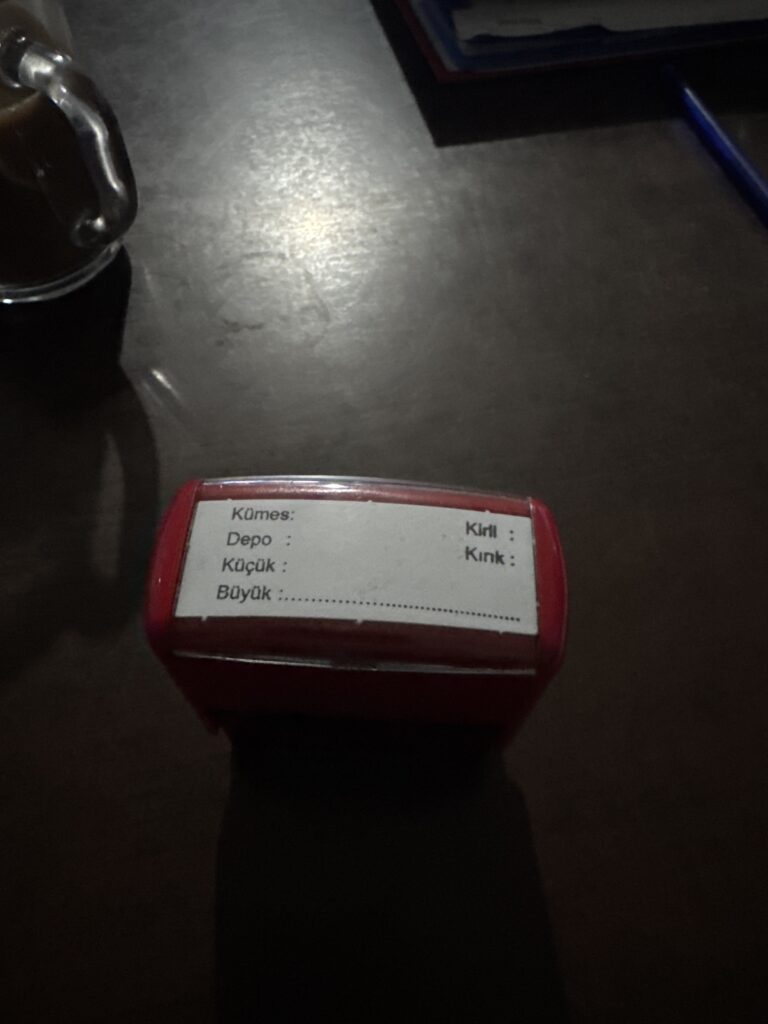 Kümes:
Depo :
Küçük :
Büyük :..............................................
Kirli :
Kırık :